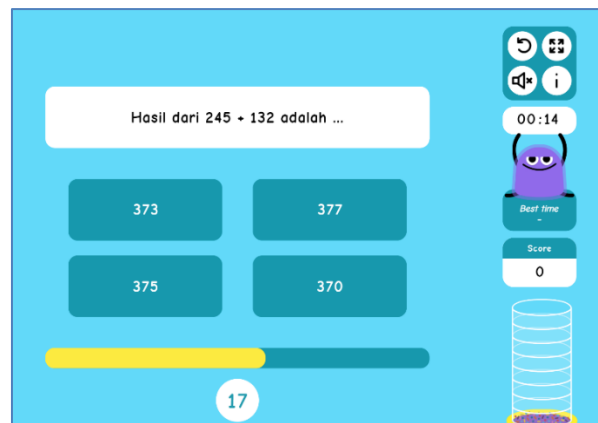 Hasil dari 245 + 132 adalah ...
373
377
375
370
17
i
00:14
Best time
-
Score
0